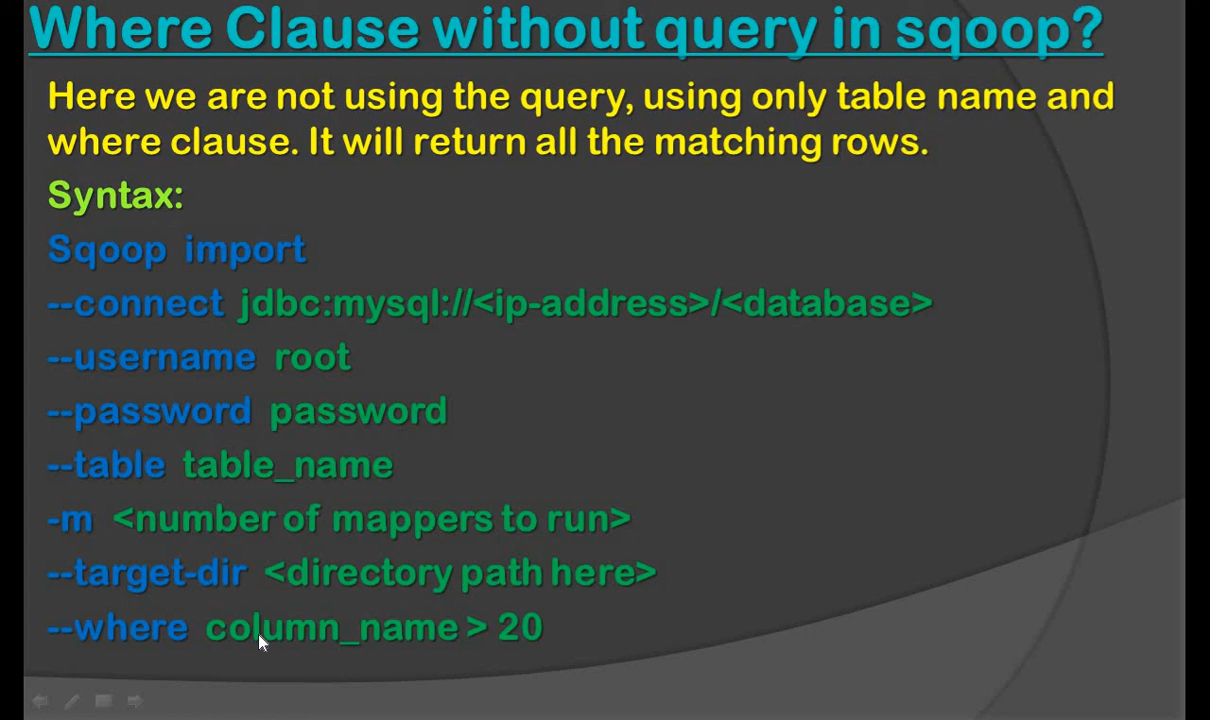 Where Clause without query in sqoop?
Here we are not using the query, using only table name and
where clause. It will return all the matching rows.
Syntax:
Sqoop import
--connect jdbc:mysql://<ip-address>/<database>
--username root
--password password
--table table_name
-m <number of mappers to run>
--target-dir <directory path here>
--where column_name > 20